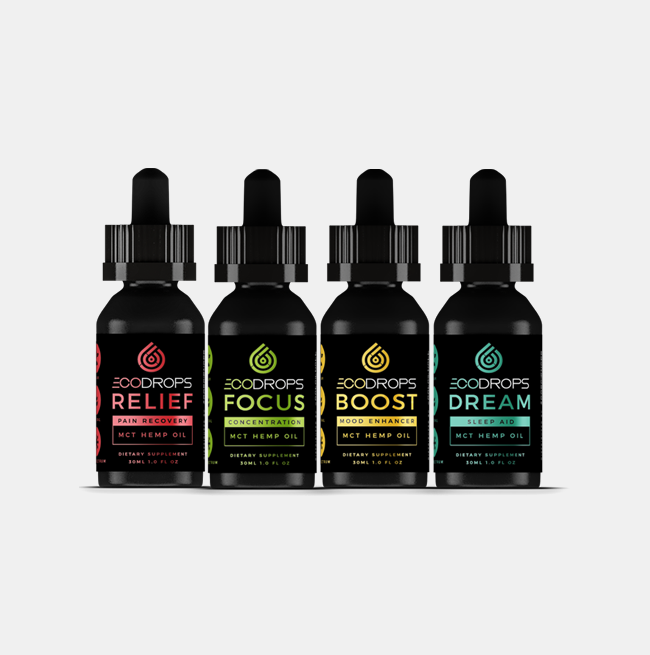 ECODROPS
RELIEF
PAIN RECOVERY
MCT HEMP OIL
DIETARY SUPPLEMENT
30ML 1.0 FL OZ
ECODROPS
FOCUS
CONCENTRATION
MCT HEMP OIL
DIETARY SUPPLEMENT
30ML 1.0 FL OZ
ECODROPS
BOOST
MOOD ENHANCER
MCT HEMP OIL
DIETARY SUPPLEMENT
30ML 1.0 FL OZ
ECODROPS
DREAM
SLEEP AID
MCT HEMP OIL
DIETARY SUPPLEMENT
30ML 1.0 FL OZ